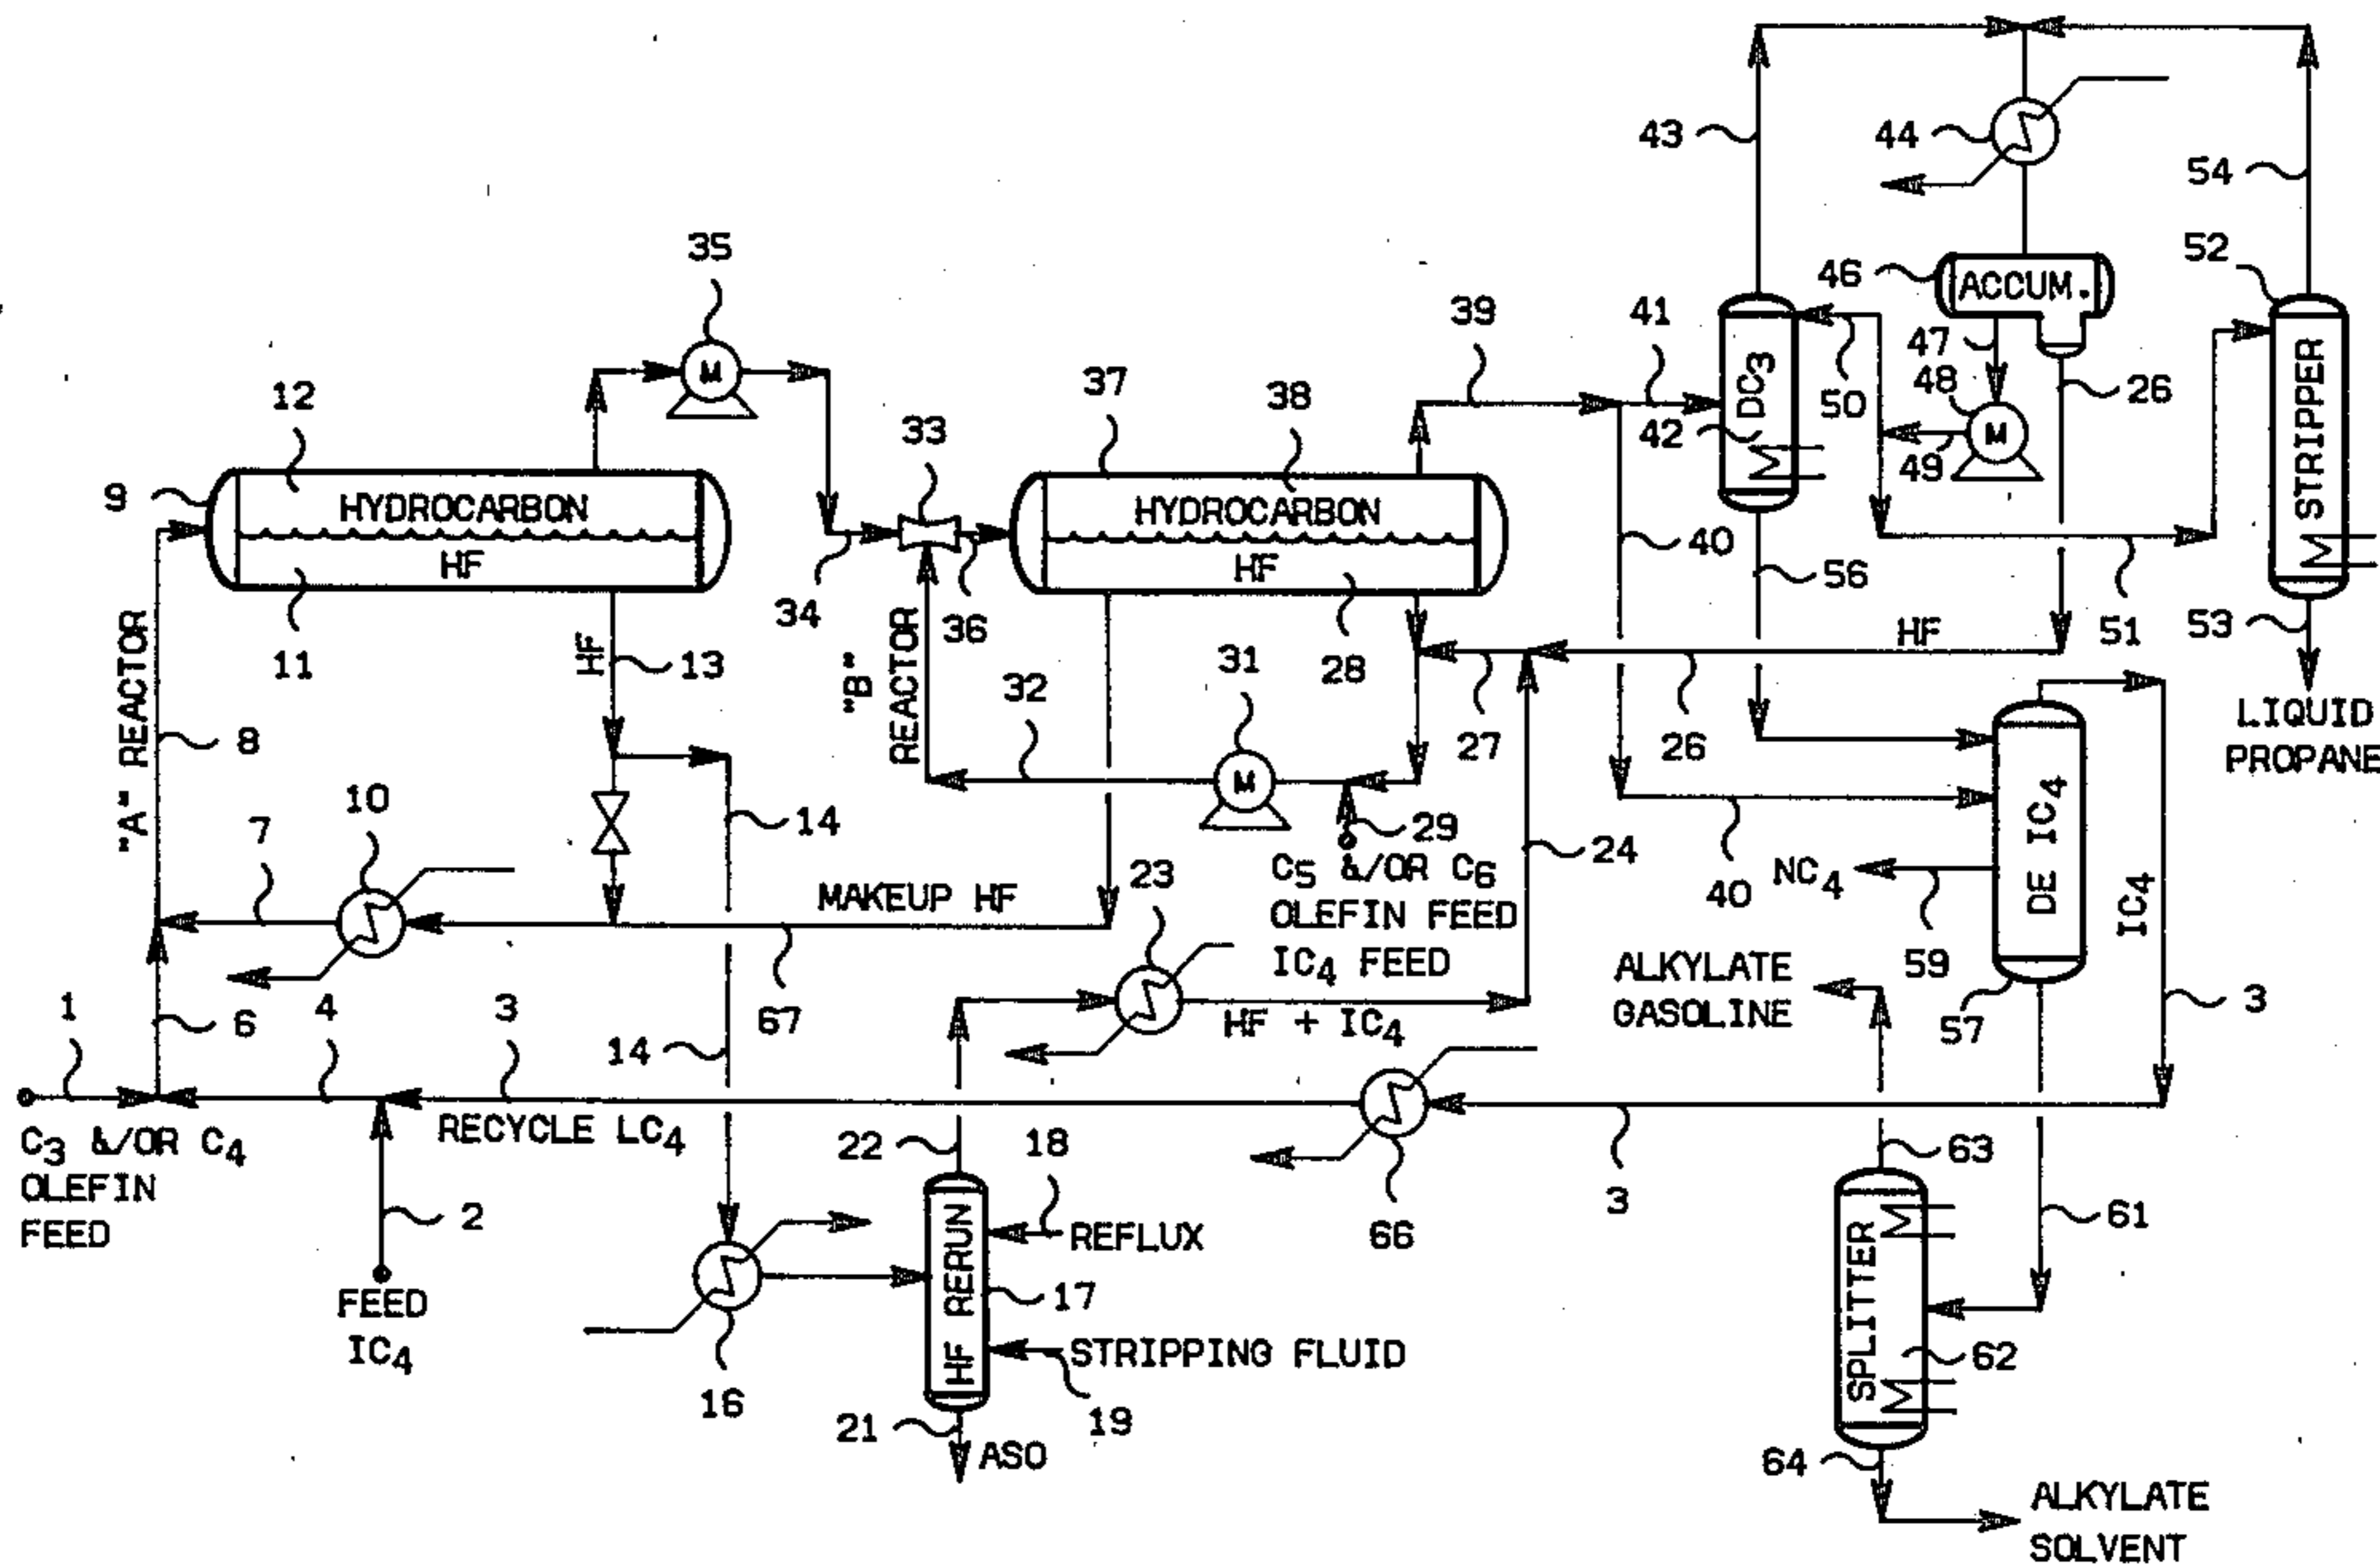 35
43
44
54
52
46
ACCUM.
39
41
DC3
42
50
47
48
M
49
26
STRIPPER
M
12
9
HYDROCARBON
HF
11
37
38
33
HYDROCARBON
HF
34
36
28
40
56
51
53
LIQUID
PROPANE
"A" REACTOR
8
HF
13
"B"
REACTOR
32
31
M
27
HF
26
10
7
14
MAKEUP HF
67
29
C5 &/OR C6
OLEFIN FEED
IC4 FEED
24
40
NC4
59
DE IC4
57
IC4
3
23
HF + IC4
ALKYLATE
GASOLINE
1
6
4
3
14
C3 &/OR C4
OLEFIN
FEED
RECYCLE LC4
2
FEED
IC4
22
18
REFLUX
HF RERUN
17
STRIPPING FLUID
19
16
21
ASO
66
3
63
61
SPLITTER
62
64
ALKYLATE
SOLVENT